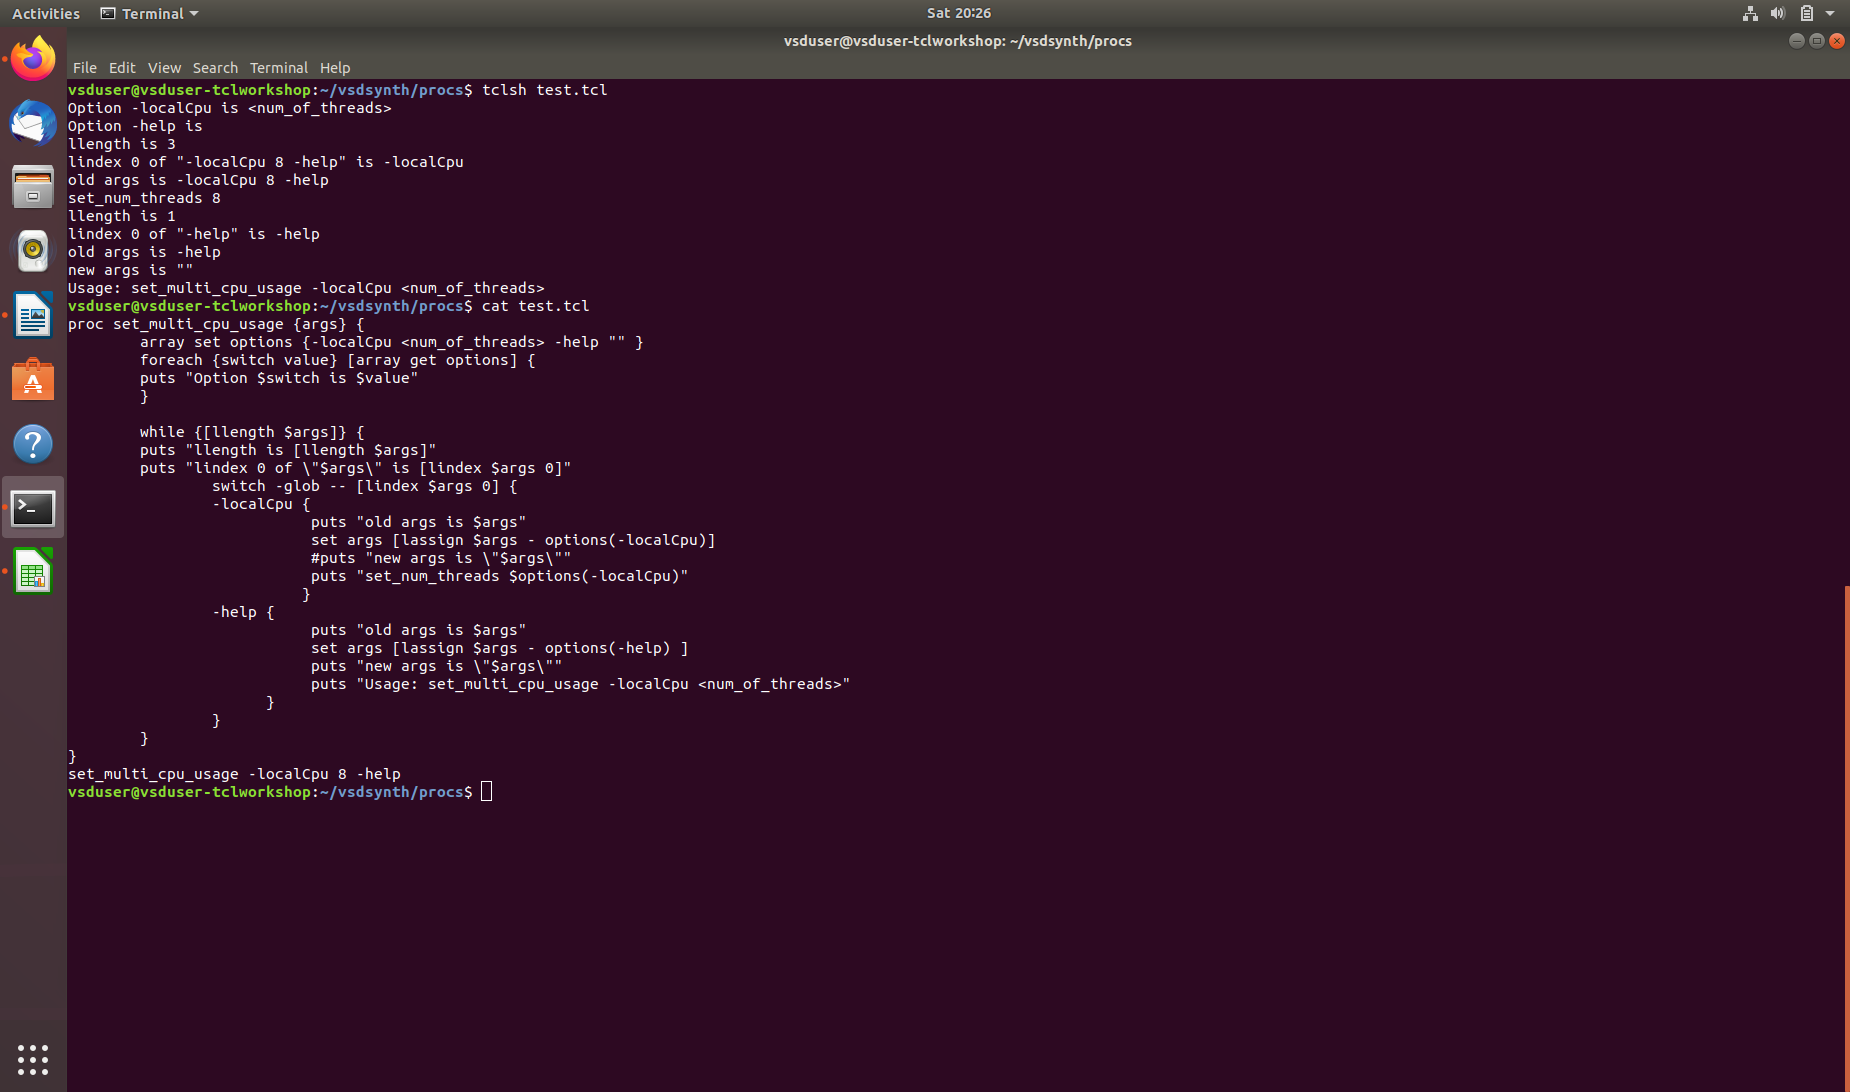 Activities Terminal Sat 20:26
vsduser@vsduser-tclworkshop: ~/vsdsynth/procs
File Edit View Search Terminal Help
vsduser@vsduser-tclworkshop:~/vsdsynth/procs$ tclsh test.tcl
Option -localCpu is <num_of_threads>
Option -help is
llength is 3
lindex 0 of "-localCpu 8 -help" is -localCpu
old args is -localCpu 8 -help
set_num_threads 8
llength is 1
lindex 0 of "-help" is -help
old args is -help
new args is ""
Usage: set_multi_cpu_usage -localCpu <num_of_threads>
vsduser@vsduser-tclworkshop:~/vsdsynth/procs$ cat test.tcl
proc set_multi_cpu_usage {args} {
        array set options {-localCpu <num_of_threads> -help "" }
        foreach {switch value} [array get options] {
        puts "Option $switch is $value"
        }

        while {[llength $args]} {
        puts "llength is [llength $args]"
        puts "lindex 0 of \"$args\" is [lindex $args 0]"
                switch -glob -- [lindex $args 0] {
                -localCpu {
                           puts "old args is $args"
                           set args [lassign $args - options(-localCpu)]
                           #puts "new args is \"$args\""
                           puts "set_num_threads $options(-localCpu)"
                          }
                -help {
                           puts "old args is $args"
                           set args [lassign $args - options(-help) ]
                           puts "new args is \"$args\""
                           puts "Usage: set_multi_cpu_usage -localCpu <num_of_threads>"
                      }
                }
        }
}
set_multi_cpu_usage -localCpu 8 -help
vsduser@vsduser-tclworkshop:~/vsdsynth/procs$